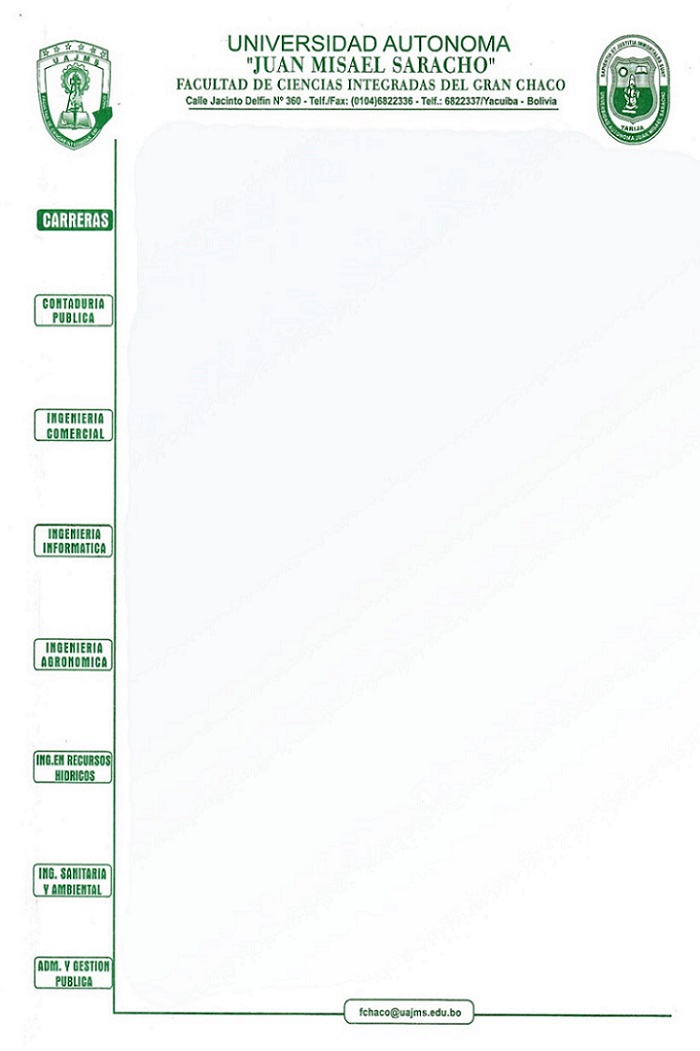 UNIVERSIDAD AUTONOMA
"JUAN MISAEL SARACHO"
FACULTAD DE CIENCIAS INTEGRADAS DEL GRAN CHACO
Calle Jacinto Delfin Nº 360 - Telf./Fax: (0104)6822336 - Telf.: 6822337/Yacuiba - Bolivia
U A J M S
TARIJA
CARRERAS
CONTADURIA
PUBLICA
INGENIERIA
COMERCIAL
INGENIERIA
INFORMATICA
INGENIERIA
AGRONOMICA
ING.EN RECURSOS
HIDRICOS
ING. SANITARIA
Y AMBIENTAL
ADM. Y GESTION
PUBLICA
fchaco@uajms.edu.bo